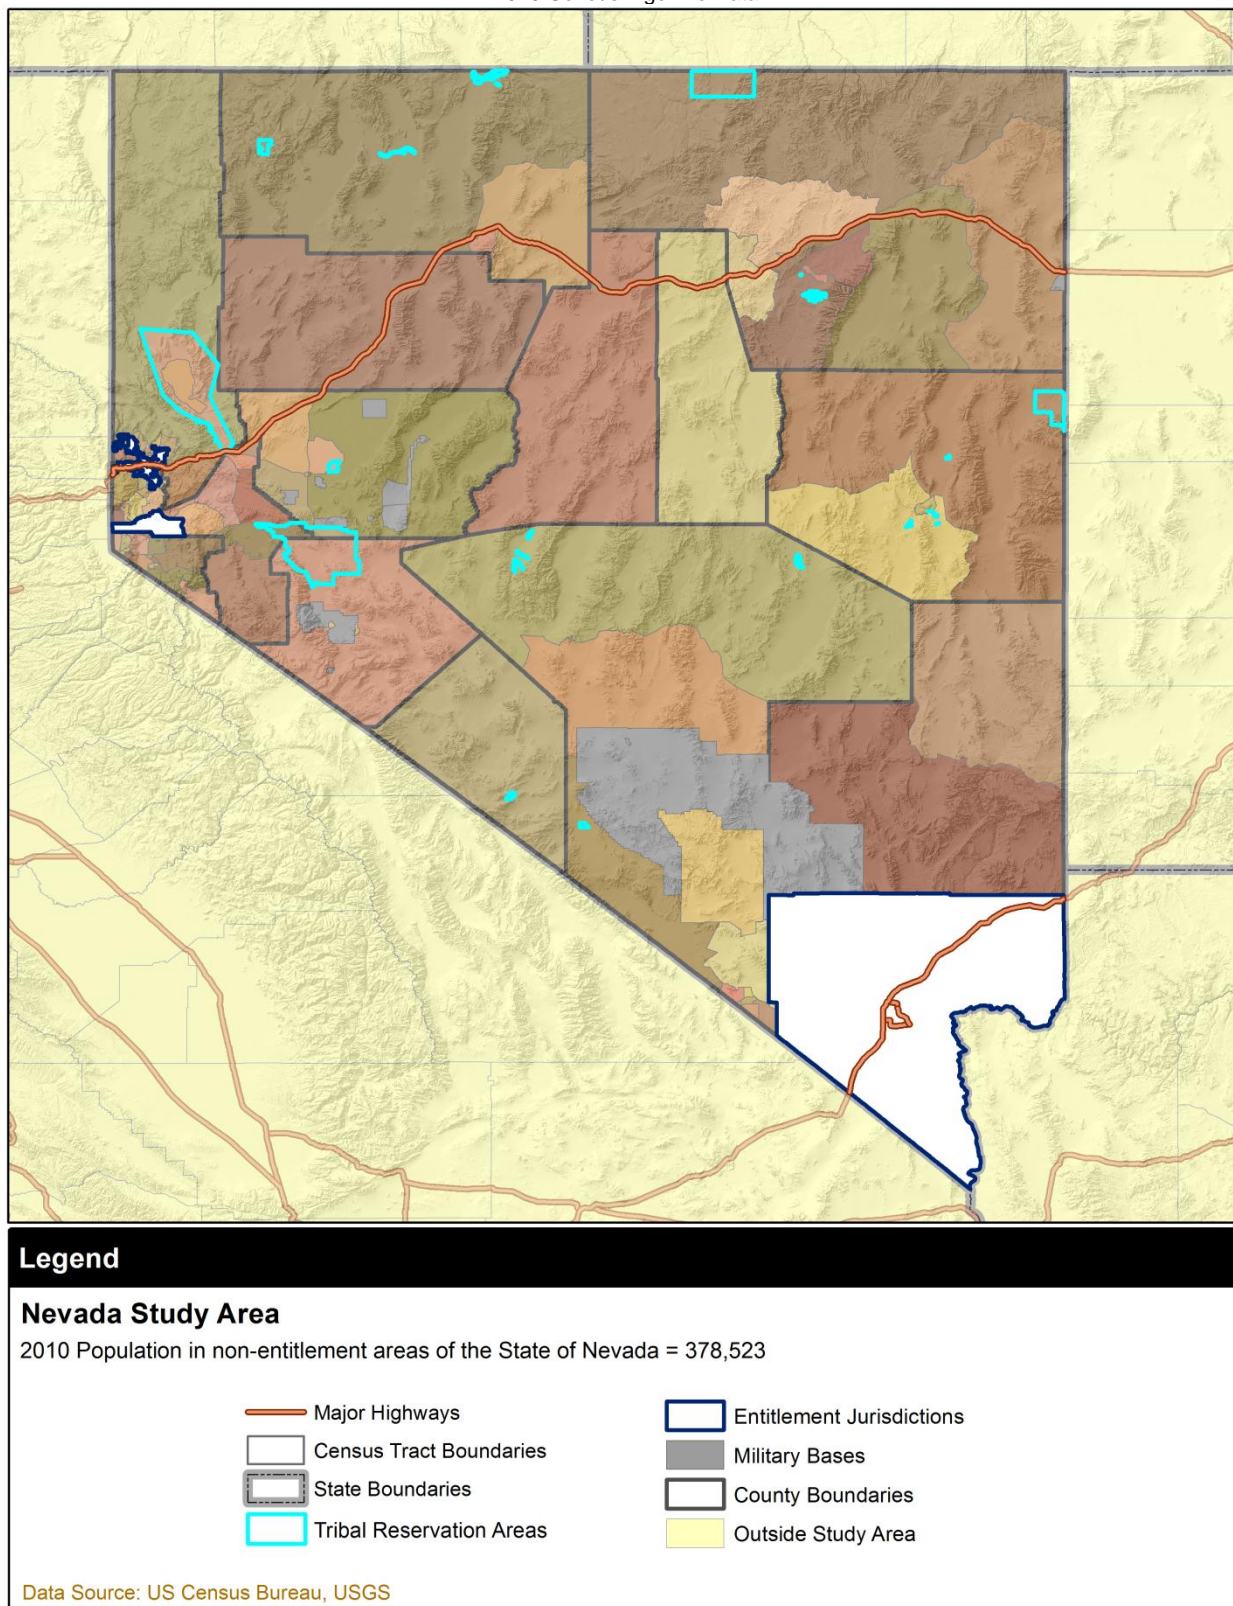 Legend
Nevada Study Area
2010 Population in non-entitlement areas of the State of Nevada = 378,523
Major Highways
Census Tract Boundaries
State Boundaries
Tribal Reservation Areas
Entitlement Jurisdictions
Military Bases
County Boundaries
Outside Study Area
Data Source: US Census Bureau, USGS